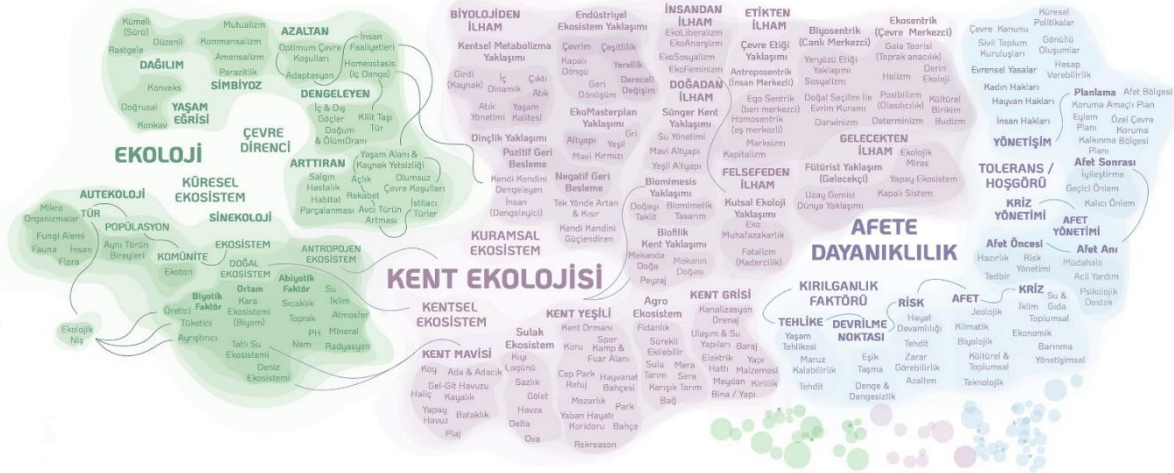 Kümeli
(Sürü)
Düzenli
Rastgele
DAĞILIM
Mutualizm
Kommensalizm
Amensalizm
Parazitlik
SİMBİYOZ
Konveks
Doğrusal
Konkav
YAŞAM
EĞRİSİ
AZALTAN
Optimum Çevre
Koşulları
Adaptasyon
İnsan
Faaliyetleri
Homeostasis
(İç Denge)
DENGELEYEN
İç & Dış
Göçler
Doğum
& ÖlümOranı
Kilit Taşı
Tür
ÇEVRE
DİRENCİ
ARTTIRAN
Yaşam Alanı &
Kaynak Yetsizliği
Salgın
Hastalık
Açlık
Olumsuz
Çevre Koşulları
Habitat
Parçalanması
Rekabet
Avcı Türün
Artması
İstilacı
Türler
EKOLOJİ
KÜRESEL
EKOSİSTEM
AUTEKOLOJİ
SİNEKOLOJİ
Mikro
Organizmalar
TÜR
POPÜLASYON
Fungi Alemi
Fauna
İnsan
Flora
Aynı Türün
Bireyleri
KOMÜNİTE
Ekoton
EKOSİSTEM
DOĞAL
EKOSİSTEM
ANTROPOJEN
EKOSİSTEM
Biyotik
Faktör
Ortam
Kara
Ekosistemi
(Biyom)
Abiyotik
Faktör
Üretici
Tüketici
Ayrıştırıcı
Sıcaklık
Su
İklim
Atmosfer
Toprak
PH
Mineral
Nem
Radyasyon
Tatlı Su
Ekosistemi
Deniz
Ekosistemi
Ekolojik
Niş
BİYOLOJİDEN
İLHAM
Kentsel Metabolizma
Yaklaşımı
Girdi
(Kaynak)
İç
Dinamik
Çıktı
Atık
Atık
Yönetimi
Yaşam
Kalitesi
Dinçlik Yaklaşımı
Pozitif Geri
Besleme
Kendi Kendini
Dengeleyen
İnsan
(Dengeleyici)
Endüstriyel
Ekosistem Yaklaşımı
Çevrim
Çeşitlilik
Kapalı
Döngü
Yerellik
Geri
Dönüşüm
Dereceli
Değişim
EkoMasterplan
Yaklaşımı
Altyapı
Gri
Yeşil
Mavi
Kırmızı
Negatif Geri
Besleme
Tek Yönde Artan
& Kısır
Kendi Kendini
Güçlendiren
KURAMSAL
EKOSİSTEM
İNSANDAN
İLHAM
EkoLiberalizm
EkoAnarşizm
EkoSosyalizm
EkoFeminizm
DOĞADAN
İLHAM
Sünger Kent
Yaklaşımı
Su Yönetimi
Mavi Altyapı
Yeşil Altyapı
Biomimesis
Yaklaşımı
Doğayı
Taklit
Biomimetik
Tasarım
Biofilik
Kent Yaklaşımı
Mekanda
Doğa
Mekanın
Doğası
Peyzaj
ETİKTEN
İLHAM
Çevre Etiği
Yaklaşımı
Antroposentrik
(İnsan Merkezli)
Ego Sentrik
(ben merkezci)
Homosentrik
(eş merkezli)
Marksizm
Kapitalizm
FELSEFEDEN
İLHAM
Kutsal Ekoloji
Yaklaşımı
Eko
Muhafazakarlık
Fatalizm
(Kadercilik)
Biyosentrik
(Canlı Merkezci)
Yeryüzü Etiği
Yaklaşımı
Sosyalizm
Doğal Seçilim ile
Evrim Kuramı
Darwinizm
Ekosentrik
(Çevre Merkezci)
Gaia Teorisi
(Toprak anacılık)
Holizm
Derin
Ekoloji
Posibilizm
(Olasılıcılık)
Kültürel
Birikim
Determinizm
Budizm
GELECEKTEN
İLHAM
Fütürist Yaklaşım
(Gelecekçi)
Ekolojik
Miras
Yapay Ekosistem
Uzay Gemisi
Dünya Yaklaşımı
Kapalı Sistem
KENT EKOLOJİSİ
KENTSEL
EKOSİSTEM
KENT MAVİSİ
Koy
Ada & Adacık
Gel-Git Havuzu
Haliç
Kayalık
Yapay
Havuz
Bataklık
Plaj
Sulak
Ekosistem
Kıyı
Lagünü
Sazlık
Gölet
Havza
Delta
Ova
KENT YEŞİLİ
Kent Ormanı
Koru
Spor
Kamp &
Fuar Alanı
Cep Park
Refüj
Hayvanat
Bahçesi
Mezarlık
Park
Yaban Hayatı
Koridoru
Bahçe
Rekreason
Agro
Ekosistem
Fidanlık
Sürekli
Ekilebilir
Sulu
Tarım
Mera
Sera
Karışık Tarım
Bağ
KENT GRİSİ
Kanalizasyon
Drenaj
Ulaşım & Su
Yapıları
Baraj
Elektrik
Hattı
Yapı
Malzemesi
Meydan
Kirlilik
Bina / Yapı
AFETE
DAYANIKLILIK
Çevre Kanunu
Küresel
Politikalar
Sivil Toplum
Kuruluşları
Gönüllü
Oluşumlar
Evrensel Yasalar
Hesap
Verebilirlik
Kadın Hakları
Hayvan Hakları
İnsan Hakları
YÖNETİŞİM
Planlama
Afet Bölgesi
Koruma Amaçlı Plan
Eylem
Planı
Özel Çevre
Koruma
Kalkınma Bölgesi
Planı
TOLERANS /
HOŞGÖRÜ
Afet Sonrası
İyileştirme
Geçici Önlem
Kalıcı Önlem
KRİZ
YÖNETİMİ
AFET
YÖNETİMİ
Afet Öncesi
Hazırlık
Risk
Yönetimi
Tedbir
Afet Anı
Müdahale
Acil Yardım
Psikolojik
Destek
KIRILGANLIK
FAKTÖRÜ
TEHLİKE
Yaşam
Tehlikesi
Maruz
Kalabilirlik
Tehdit
DEVRİLME
NOKTASI
Eşik
Taşma
Denge &
Dengesizlik
RİSK
Hayat
Devamlılığı
Tehdit
Zarar
Görebilirlik
Azaltım
AFET
Jeolojik
Klimatik
Biyolojik
Kültürel &
Toplumsal
Teknolojik
KRİZ
Su &
Gıda
İklim
Toplumsal
Ekonomik
Barınma
Yönetimsel